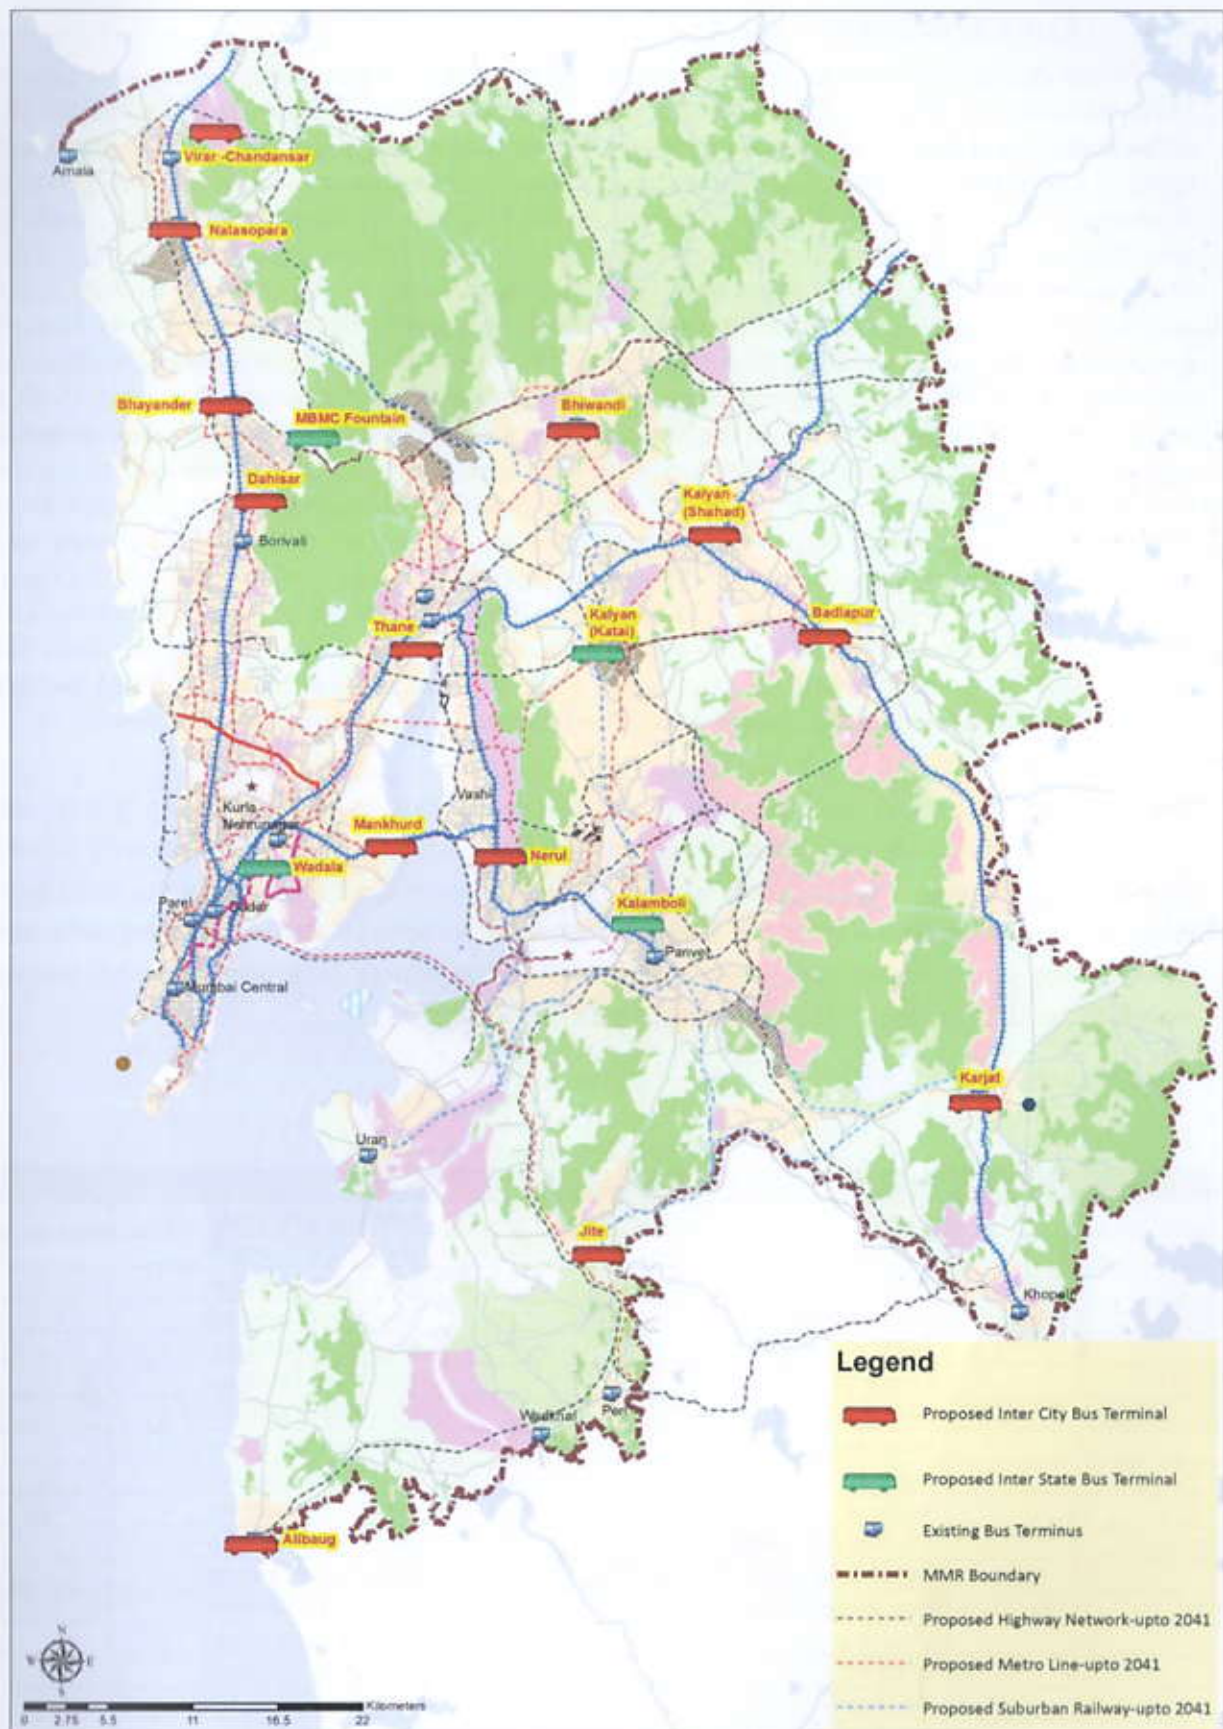 Arnala
Virar -Chandansar
Nalasopara
Bhayander
MBMC Fountain
Bhiwandi
Dahisar
Kalyan -
(Shahad)
Borivali
Thane
Kalyan
(Katai)
Badlapur
Vashi
Kurla
Nehrunagar
Mankhurd
Nerul
Wadala
Parel
Dadar
Kalamboli
Panvel
Mumbai Central
Karjat
Uran
Jite
Khopoli
Pen
Wadkhal
Alibaug
Legend
Proposed Inter City Bus Terminal
Proposed Inter State Bus Terminal
Existing Bus Terminus
MMR Boundary
Proposed Highway Network-upto 2041
Proposed Metro Line-upto 2041
Proposed Suburban Railway-upto 2041
N
W E
S
Kilometers
0 2.75 5.5 11 16.5 22